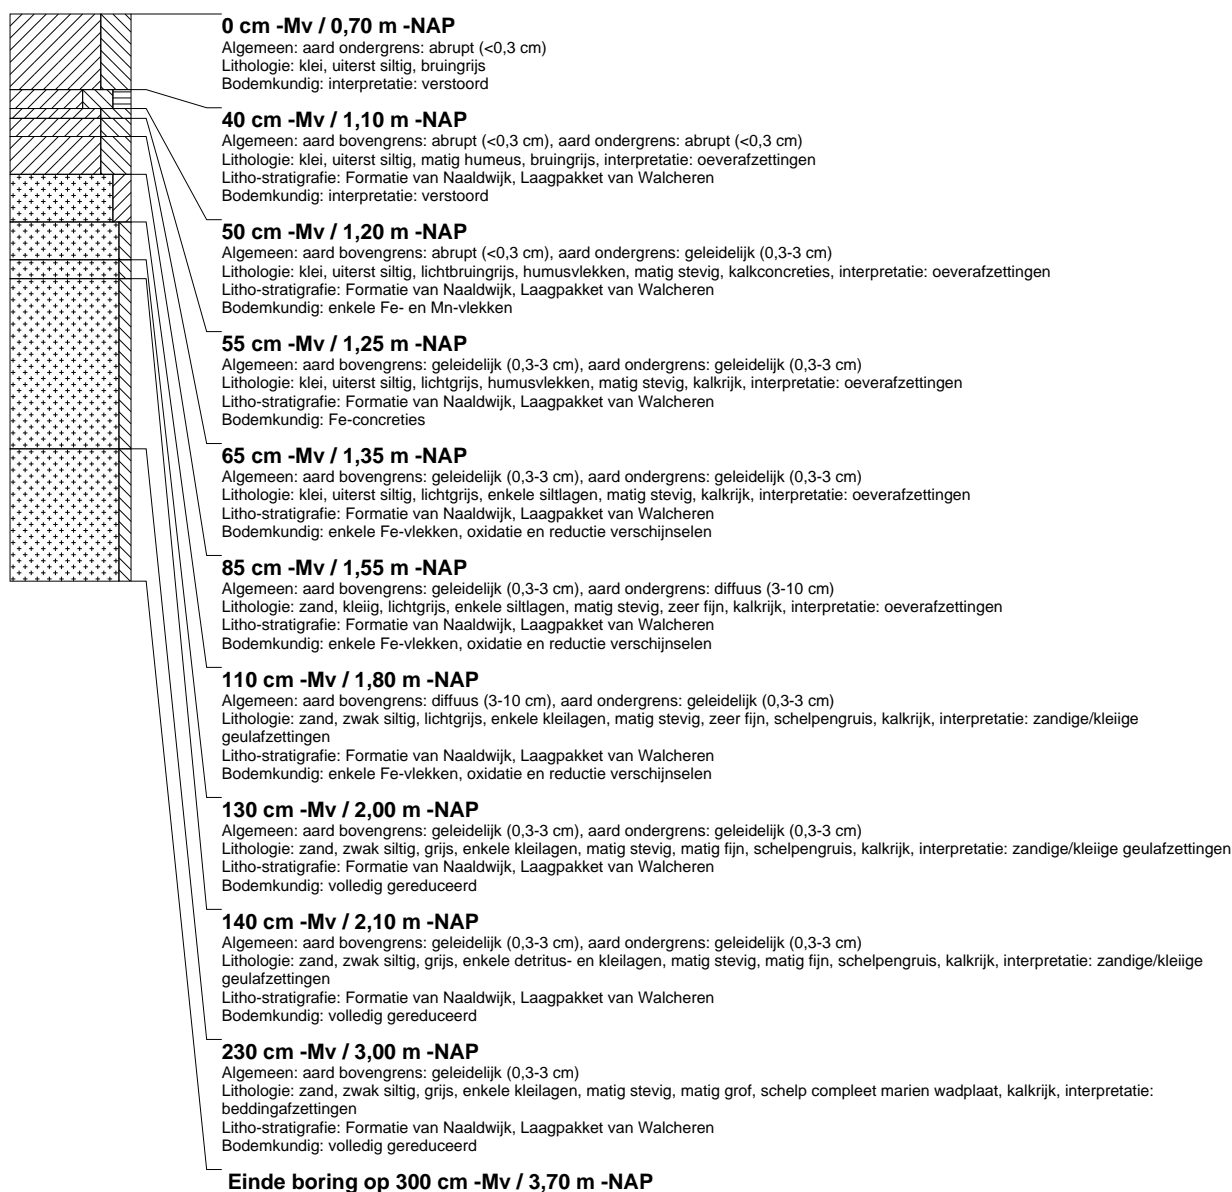 0 cm -Mv / 0,70 m -NAP
Algemeen: aard ondergrens: abrupt (<0,3 cm)
Lithologie: klei, uiterst siltig, bruingrijs
Bodemkundig: interpretatie: verstoord
40 cm -Mv / 1,10 m -NAP
Algemeen: aard bovengrens: abrupt (<0,3 cm), aard ondergrens: abrupt (<0,3 cm)
Lithologie: klei, uiterst siltig, matig humeus, bruingrijs, interpretatie: oeverafzettingen
Litho-stratigrafie: Formatie van Naaldwijk, Laagpakket van Walcheren
Bodemkundig: interpretatie: verstoord
50 cm -Mv / 1,20 m -NAP
Algemeen: aard bovengrens: abrupt (<0,3 cm), aard ondergrens: geleidelijk (0,3-3 cm)
Lithologie: klei, uiterst siltig, lichtbruingrijs, humusvlekken, matig stevig, kalkconcreties, interpretatie: oeverafzettingen
Litho-stratigrafie: Formatie van Naaldwijk, Laagpakket van Walcheren
Bodemkundig: enkele Fe- en Mn-vlekken
55 cm -Mv / 1,25 m -NAP
Algemeen: aard bovengrens: geleidelijk (0,3-3 cm), aard ondergrens: geleidelijk (0,3-3 cm)
Lithologie: klei, uiterst siltig, lichtgrijs, humusvlekken, matig stevig, kalkrijk, interpretatie: oeverafzettingen
Litho-stratigrafie: Formatie van Naaldwijk, Laagpakket van Walcheren
Bodemkundig: Fe-concreties
65 cm -Mv / 1,35 m -NAP
Algemeen: aard bovengrens: geleidelijk (0,3-3 cm), aard ondergrens: geleidelijk (0,3-3 cm)
Lithologie: klei, uiterst siltig, lichtgrijs, enkele siltlagen, matig stevig, kalkrijk, interpretatie: oeverafzettingen
Litho-stratigrafie: Formatie van Naaldwijk, Laagpakket van Walcheren
Bodemkundig: enkele Fe-vlekken, oxidatie en reductie verschijnselen
85 cm -Mv / 1,55 m -NAP
Algemeen: aard bovengrens: geleidelijk (0,3-3 cm), aard ondergrens: diffuus (3-10 cm)
Lithologie: zand, kleiig, lichtgrijs, enkele siltlagen, matig stevig, zeer fijn, kalkrijk, interpretatie: oeverafzettingen
Litho-stratigrafie: Formatie van Naaldwijk, Laagpakket van Walcheren
Bodemkundig: enkele Fe-vlekken, oxidatie en reductie verschijnselen
110 cm -Mv / 1,80 m -NAP
Algemeen: aard bovengrens: diffuus (3-10 cm), aard ondergrens: geleidelijk (0,3-3 cm)
Lithologie: zand, zwak siltig, lichtgrijs, enkele kleilagen, matig stevig, zeer fijn, schelpengruis, kalkrijk, interpretatie: zandige/kleiige
geulafzettingen
Litho-stratigrafie: Formatie van Naaldwijk, Laagpakket van Walcheren
Bodemkundig: enkele Fe-vlekken, oxidatie en reductie verschijnselen
130 cm -Mv / 2,00 m -NAP
Algemeen: aard bovengrens: geleidelijk (0,3-3 cm), aard ondergrens: geleidelijk (0,3-3 cm)
Lithologie: zand, zwak siltig, grijs, enkele kleilagen, matig stevig, matig fijn, schelpengruis, kalkrijk, interpretatie: zandige/kleiige geulafzettingen
Litho-stratigrafie: Formatie van Naaldwijk, Laagpakket van Walcheren
Bodemkundig: volledig gereduceerd
140 cm -Mv / 2,10 m -NAP
Algemeen: aard bovengrens: geleidelijk (0,3-3 cm), aard ondergrens: geleidelijk (0,3-3 cm)
Lithologie: zand, zwak siltig, grijs, enkele detritus- en kleilagen, matig stevig, matig fijn, schelpengruis, kalkrijk, interpretatie: zandige/kleiige
geulafzettingen
Litho-stratigrafie: Formatie van Naaldwijk, Laagpakket van Walcheren
Bodemkundig: volledig gereduceerd
230 cm -Mv / 3,00 m -NAP
Algemeen: aard bovengrens: geleidelijk (0,3-3 cm)
Lithologie: zand, zwak siltig, grijs, enkele kleilagen, matig stevig, matig grof, schelp compleet marien wadplaat, kalkrijk, interpretatie:
beddingafzettingen
Litho-stratigrafie: Formatie van Naaldwijk, Laagpakket van Walcheren
Bodemkundig: volledig gereduceerd
Einde boring op 300 cm -Mv / 3,70 m -NAP